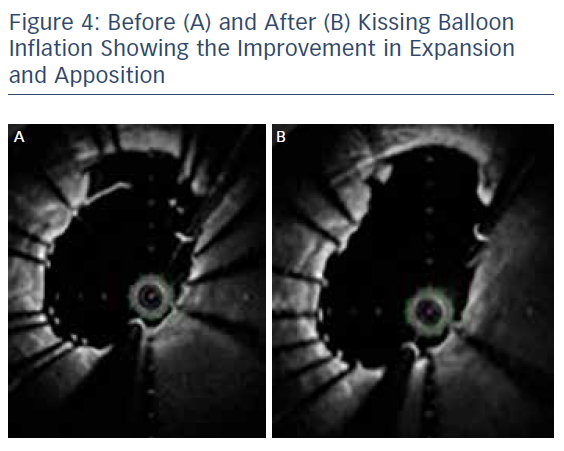 Figure 4: Before (A) and After (B) Kissing Balloon
Inflation Showing the Improvement in Expansion
and Apposition
A
B